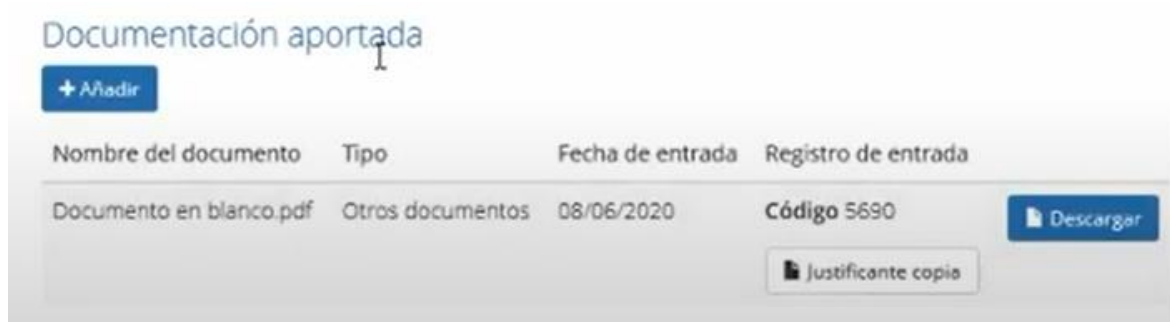 Documentación aportada
+ Añadir
Nombre del documento Tipo Fecha de entrada Registro de entrada
Documento en blanco.pdf Otros documentos 08/06/2020 Código 5690 Descargar
Justificante copia